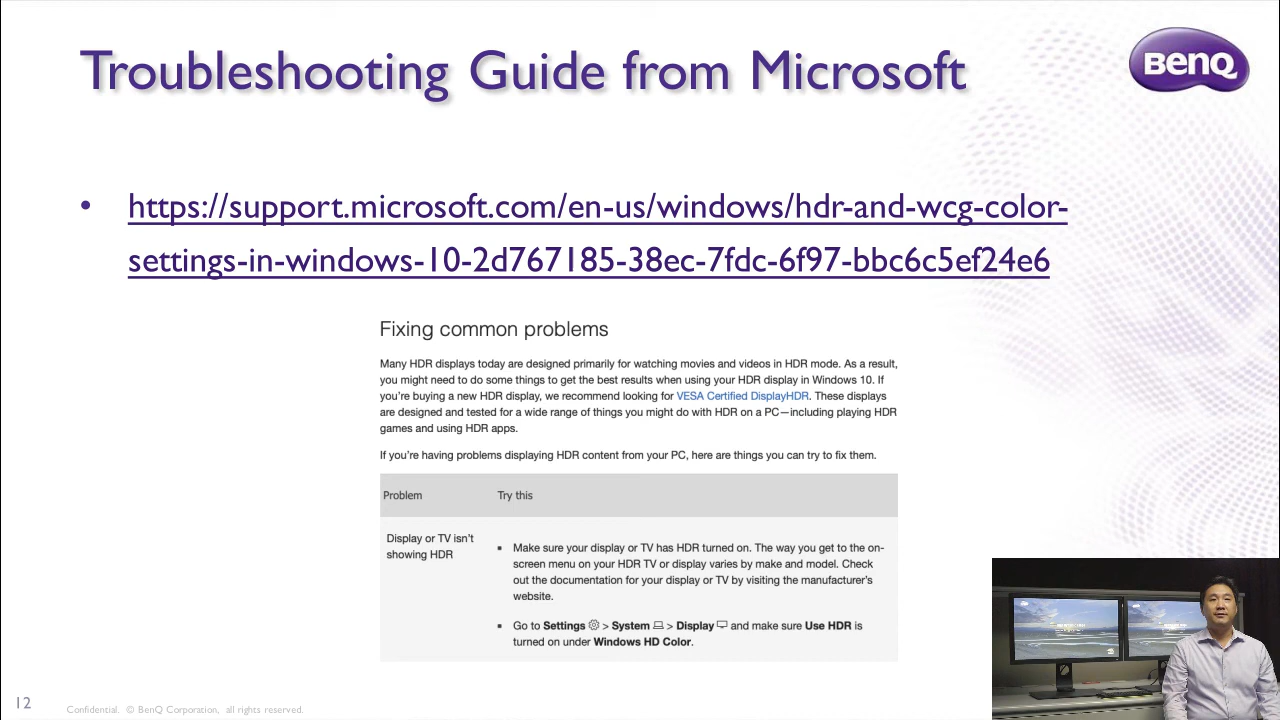 Troubleshooting Guide from Microsoft
BenQ
• https://support.microsoft.com/en-us/windows/hdr-and-wcg-color-
settings-in-windows-10-2d767185-38ec-7fdc-6f97-bbc6c5ef24e6
Fixing common problems
Many HDR displays today are designed primarily for watching movies and videos in HDR mode. As a result,
you might need to do some things to get the best results when using your HDR display in Windows 10. If
you're buying a new HDR display, we recommend looking for VESA Certified DisplayHDR. These displays
are designed and tested for a wide range of things you might do with HDR on a PC—including playing HDR
games and using HDR apps.
If you're having problems displaying HDR content from your PC, here are things you can try to fix them.
Problem Try this
Display or TV isn't
showing HDR
▪ Make sure your display or TV has HDR turned on. The way you get to the on-
screen menu on your HDR TV or display varies by make and model. Check
out the documentation for your display or TV by visiting the manufacturer's
website.
▪ Go to Settings > System > Display and make sure Use HDR is
turned on under Windows HD Color.
12 Confidential. © BenQ Corporation, all rights reserved.